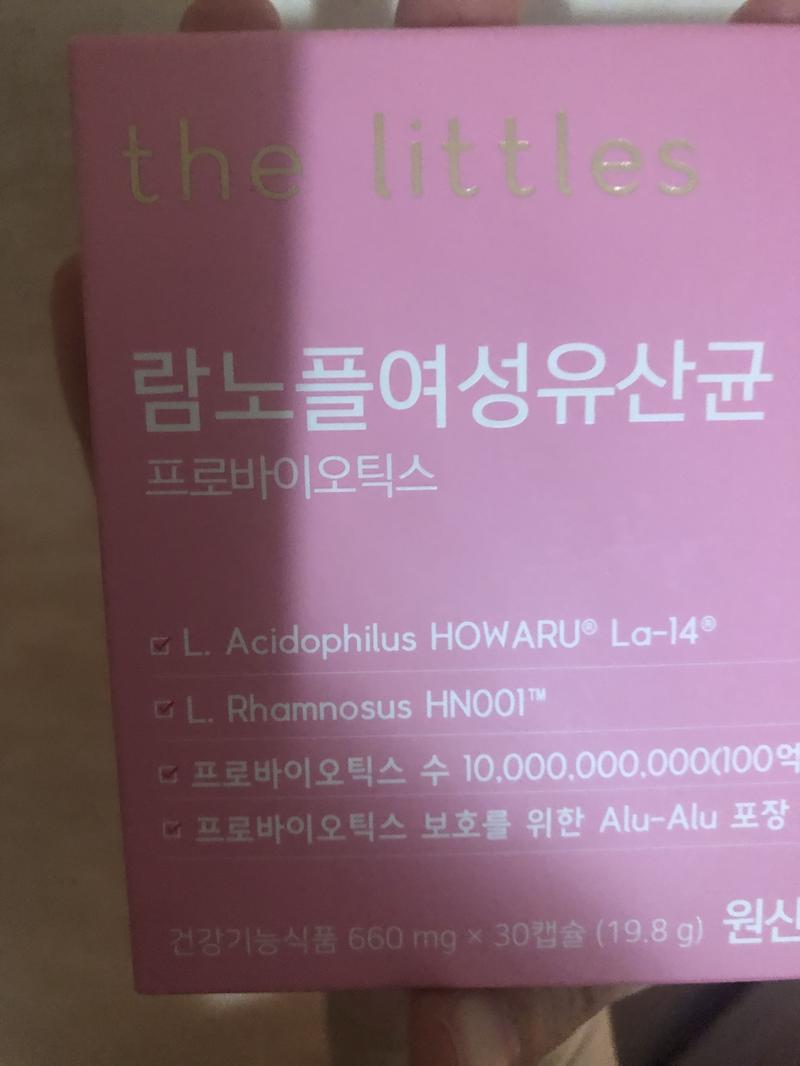 the littles
람노플여성유산균
프로바이오틱스
L. Acidophilus HOWARU® La-14®
L. Rhamnosus HN001™
프로바이오틱스 수 10,000,000,000(100억
프로바이오틱스 보호를 위한 Alu-Alu 포장
건강기능식품 660 mg × 30캡슐 (19.8 g) 원산